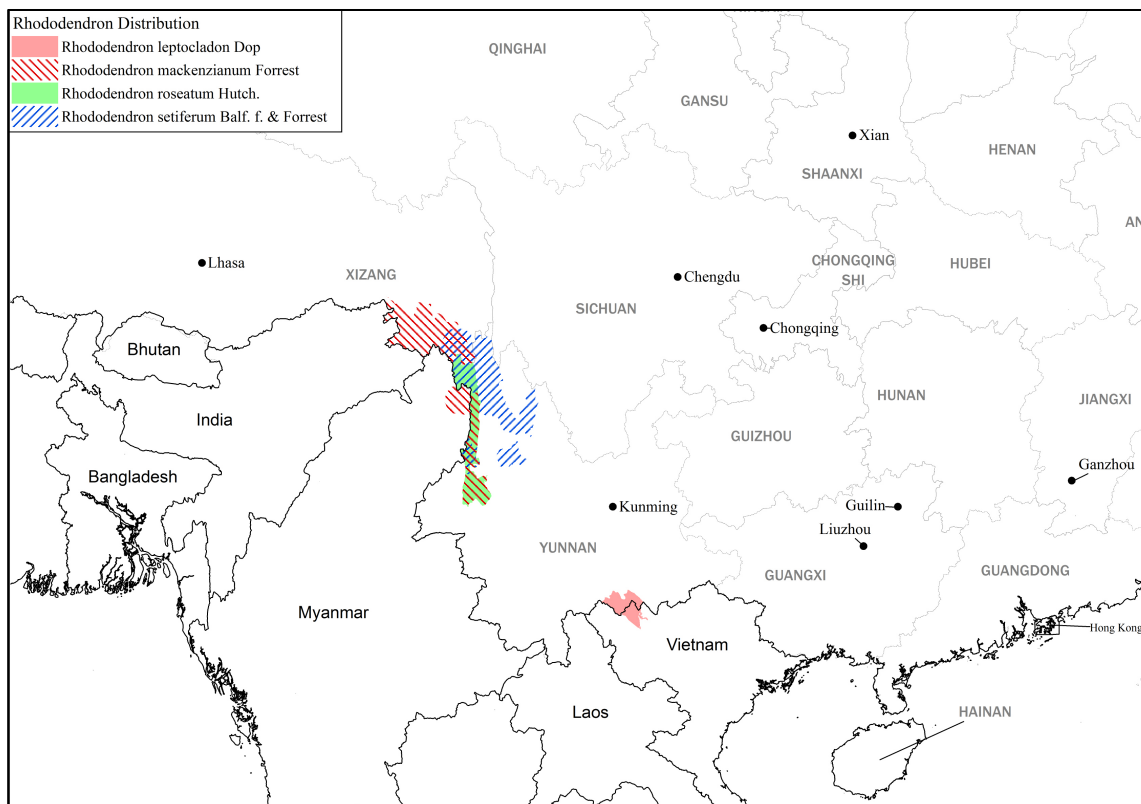 Rhododendron Distribution
Rhododendron leptocladon Dop
Rhododendron mackenzianum Forrest
Rhododendron roseatum Hutch.
Rhododendron setiferum Balf. f. & Forrest
QINGHAI
GANSU
Xian
SHAANXI
HENAN
AN
Lhasa
XIZANG
Chengdu
CHONGQING
SHI
HUBEI
SICHUAN
Chongqing
Bhutan
India
HUNAN
JIANGXI
GUIZHOU
Bangladesh
Ganzhou
Kunming
Guilin
Liuzhou
YUNNAN
GUANGXI
GUANGDONG
Myanmar
Vietnam
Hong Kong
Laos
HAINAN